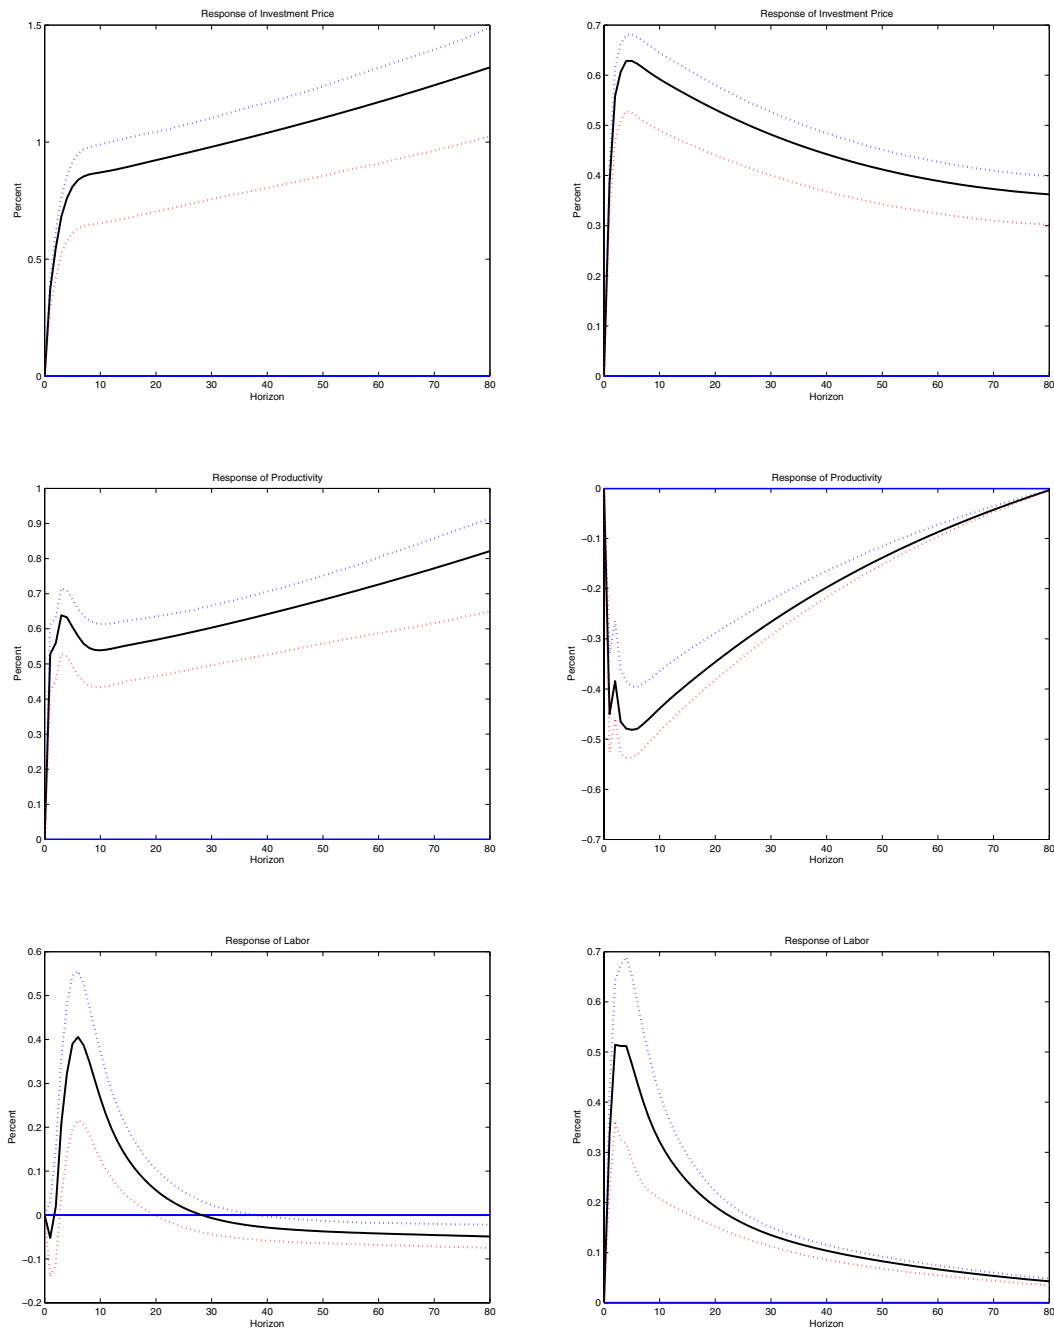 Response of Investment Price
1.5
1
0.5
0
Percent
0 10 20 30 40 50 60 70 80
Horizon
Response of Investment Price
0.7
0.6
0.5
0.4
0.3
0.2
0.1
0
Percent
0 10 20 30 40 50 60 70 80
Horizon
Response of Productivity
1
0.9
0.8
0.7
0.6
0.5
0.4
0.3
0.2
0.1
0
Percent
0 10 20 30 40 50 60 70 80
Horizon
Response of Productivity
0
−0.1
−0.2
−0.3
−0.4
−0.5
−0.6
−0.7
Percent
0 10 20 30 40 50 60 70 80
Horizon
Response of Labor
0.6
0.5
0.4
0.3
0.2
0.1
0
−0.1
−0.2
Percent
0 10 20 30 40 50 60 70 80
Horizon
Response of Labor
0.7
0.6
0.5
0.4
0.3
0.2
0.1
0
Percent
0 10 20 30 40 50 60 70 80
Horizon